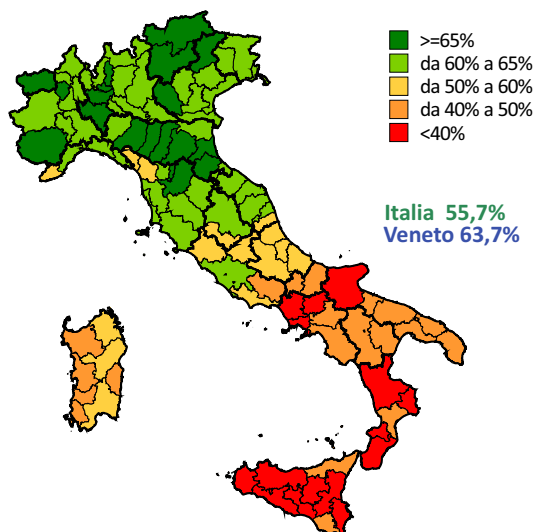 >=65%
da 60% a 65%
da 50% a 60%
da 40% a 50%
<40%
Italia 55,7%
Veneto 63,7%